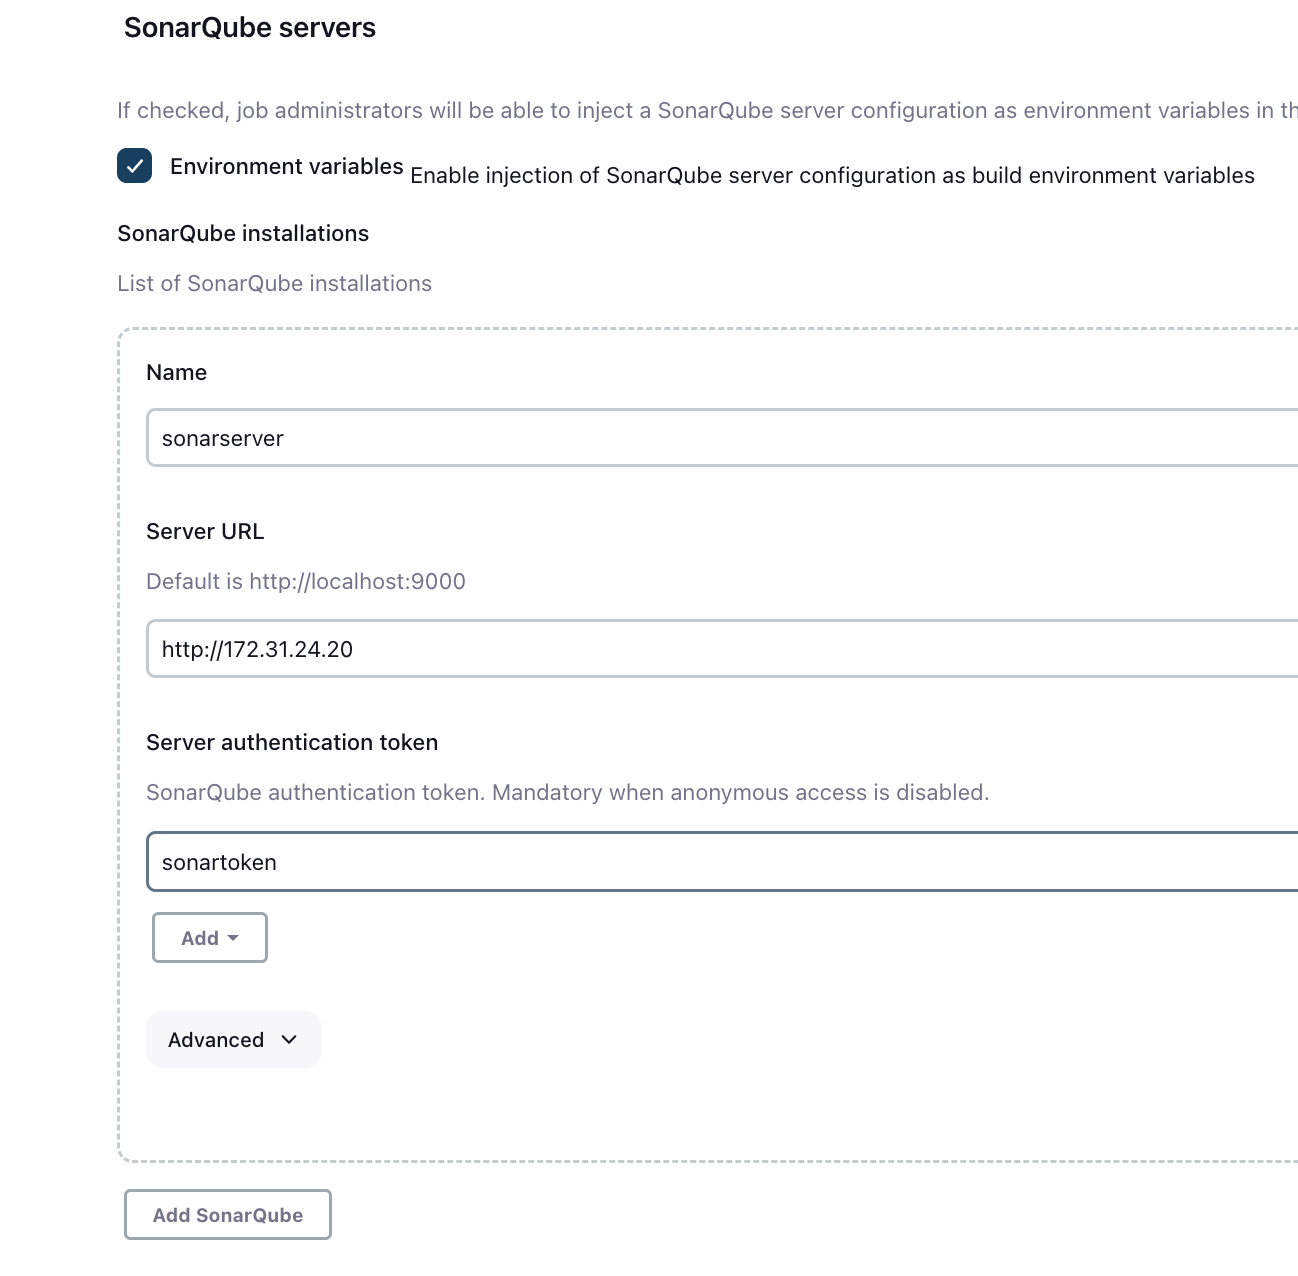 SonarQube servers
If checked, job administrators will be able to inject a SonarQube server configuration as environment variables in
Environment variables Enable injection of SonarQube server configuration as build environment variables
SonarQube installations
List of SonarQube installations
Name
sonarserver
Server URL
Default is http://localhost:9000
http://172.31.24.20
Server authentication token
SonarQube authentication token. Mandatory when anonymous access is disabled.
sonartoken
Add
Advanced
Add SonarQube